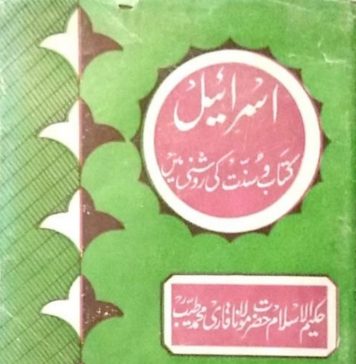 اسرائیل
کتاب و سنت کی روشنی میں
حکیم الاسلام حضرت مولانا قاری محمد طیب